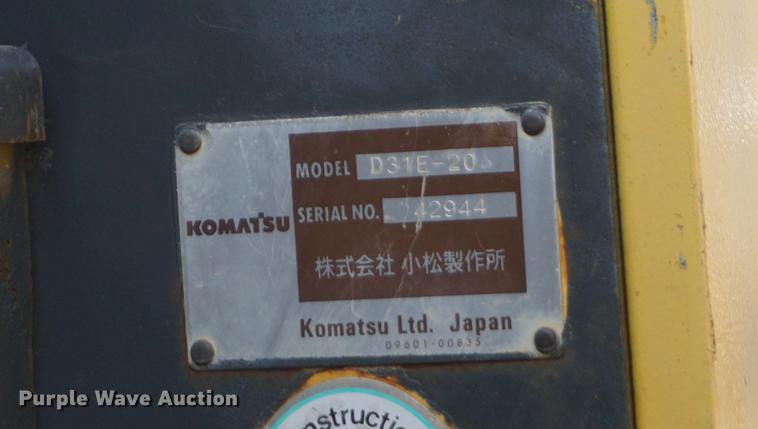 MODEL D31E-20
KOMATSU
SERIAL NO. 42944
株式会社 小松製作所
Komatsu Ltd. Japan
09601-00835
Purple Wave Auction
nstructio